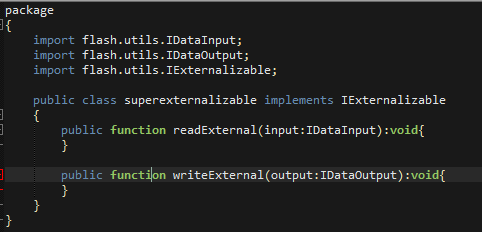 package
{
    import flash.utils.IDataInput;
    import flash.utils.IDataOutput;
    import flash.utils.IExternalizable;

    public class superexternalizable implements IExternalizable
    {
        public function readExternal(input:IDataInput):void{
        }

        public function writeExternal(output:IDataOutput):void{
        }
    }
}